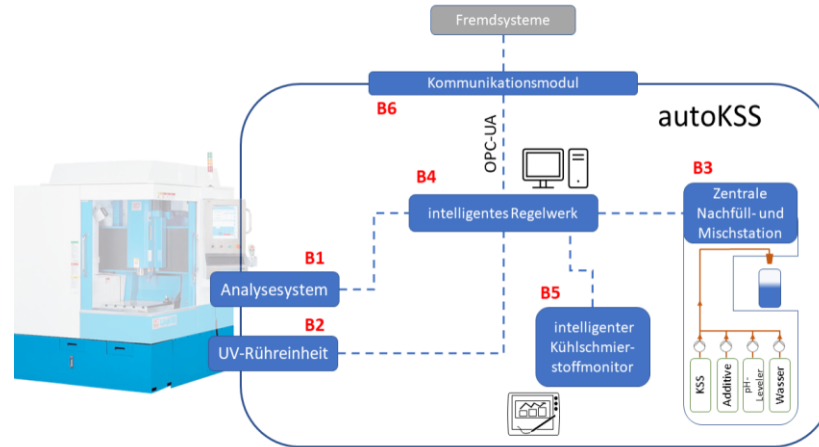 Fremdsysteme
Kommunikationsmodul
B6
autoKSS
OPC-UA
B4
intelligentes Regelwerk
B3
Zentrale
Nachfüll- und
Mischstation
B1
Analysesystem
B2
UV-Rühreinheit
B5
intelligenter
Kühlschmier-
stoffmonitor
KSS
Additive
pH-
Leveler
Wasser